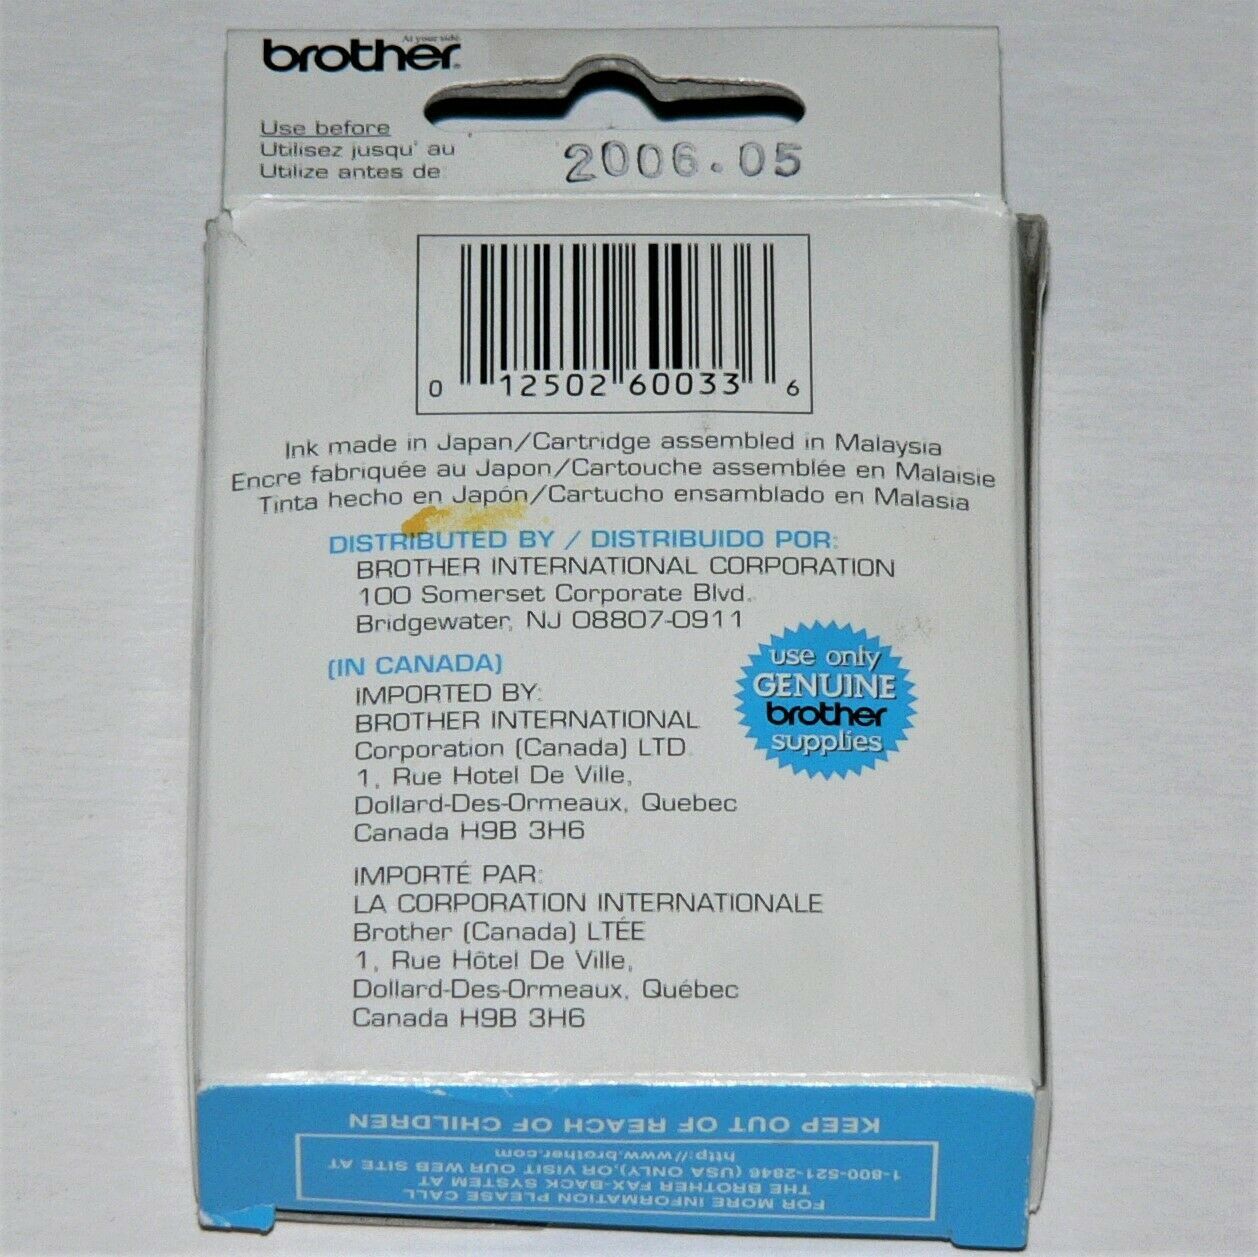 At your side.
brother®
Use before
Utilisez jusqu' au
Utilize antes de:
2006.05
0 12502 60033 6
Ink made in Japan/Cartridge assembled in Malaysia
Encre fabriquée au Japon/Cartouche assemblée en Malaisie
Tinta hecho en Japón/Cartucho ensamblado en Malasia
DISTRIBUTED BY / DISTRIBUIDO POR:
BROTHER INTERNATIONAL CORPORATION
100 Somerset Corporate Blvd.
Bridgewater, NJ 08807-0911
(IN CANADA)
IMPORTED BY:
BROTHER INTERNATIONAL
Corporation (Canada) LTD.
1, Rue Hotel De Ville,
Dollard-Des-Ormeaux, Quebec
Canada H9B 3H6
use only
GENUINE
brother
supplies
IMPORTÉ PAR:
LA CORPORATION INTERNATIONALE
Brother (Canada) LTÉE
1, Rue Hôtel De Ville,
Dollard-Des-Ormeaux, Québec
Canada H9B 3H6
FOR MORE INFORMATION PLEASE CALL
THE BROTHER FAX-BACK SYSTEM AT
1-800-521-2846 (USA ONLY),OR VISIT OUR WEB SITE AT
http://www.brother.com
KEEP OUT OF REACH OF CHILDREN